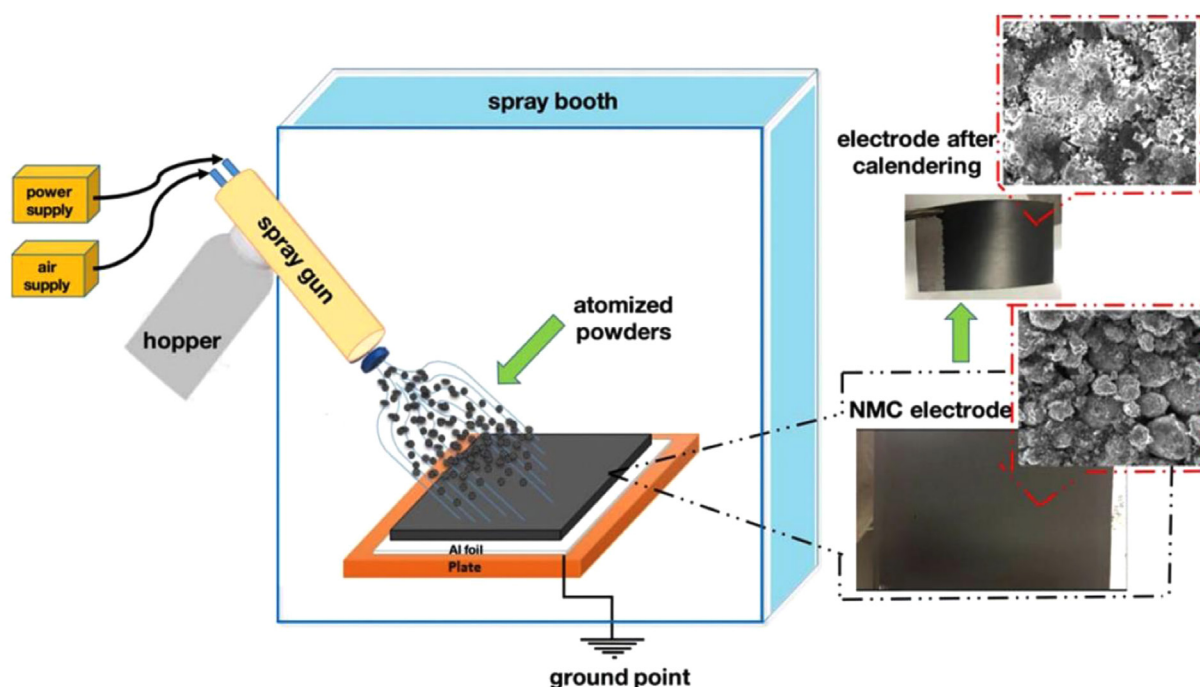 spray booth
electrode after
calendering
power
supply
air
supply
spray gun
hopper
atomized
powders
NMC electrode
Al foil
Plate
ground point